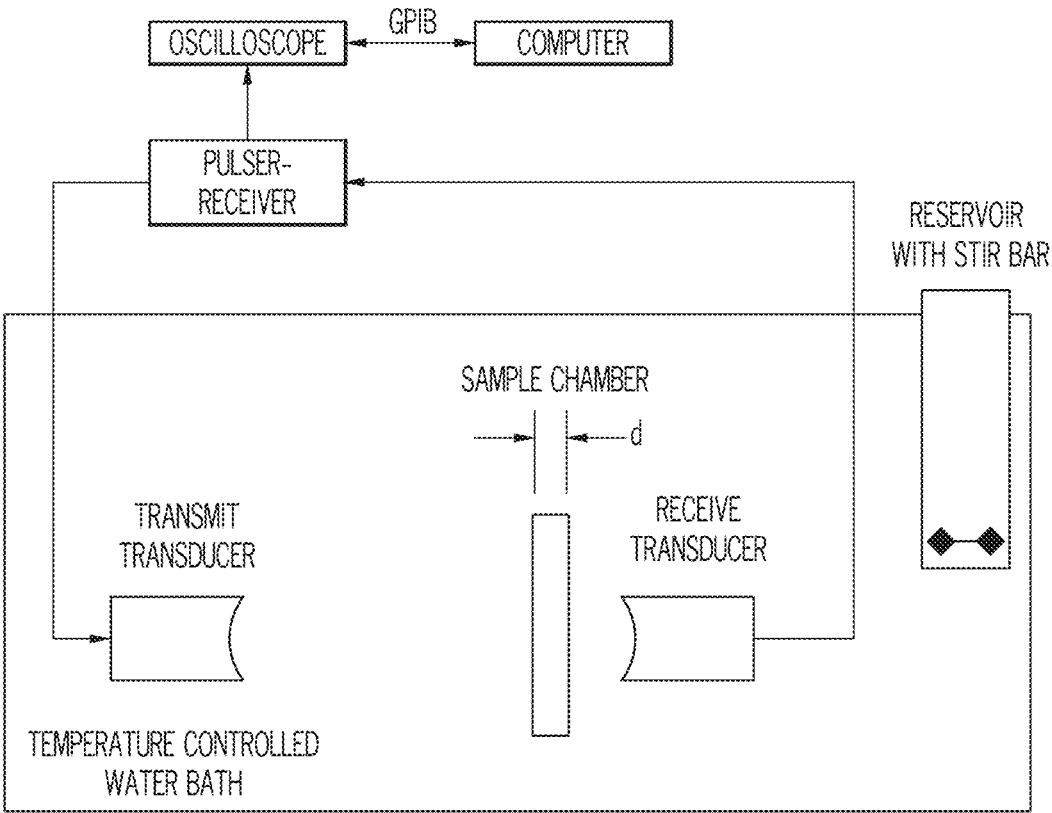 GPIB
OSCILLOSCOPE
COMPUTER
PULSER-
RECEIVER
RESERVOIR
WITH STIR BAR
SAMPLE CHAMBER
d
TRANSMIT
TRANSDUCER
RECEIVE
TRANSDUCER
TEMPERATURE CONTROLLED
WATER BATH